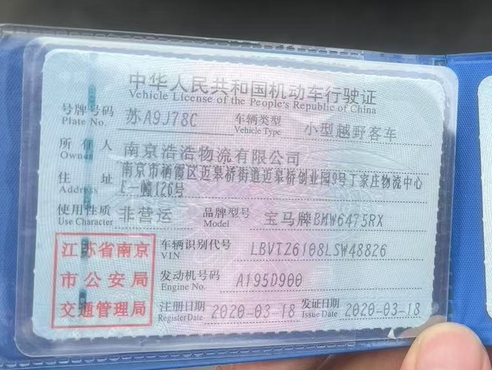 中华人民共和国机动车行驶证
Vehicle License of the People's Republic of China
号牌号码 苏A9J78C 车辆类型 小型越野客车
Plate No. Vehicle Type
所有人 南京浩浩物流有限公司
Owner
住址 南京市栖霞区迈皋桥街道迈皋桥创业园9号丁家庄物流中心
Address E一幢126号
使用性质 非营运 品牌型号 宝马牌BMW6475RX
Use Character Model
江苏省南京
市公安局
交通管理局
车辆识别代号 LBVTZ6108LSW48826
VIN
发动机号码 A195D900
Engine No.
注册日期 2020-03-18 发证日期 2020-03-18
Register Date Issue Date